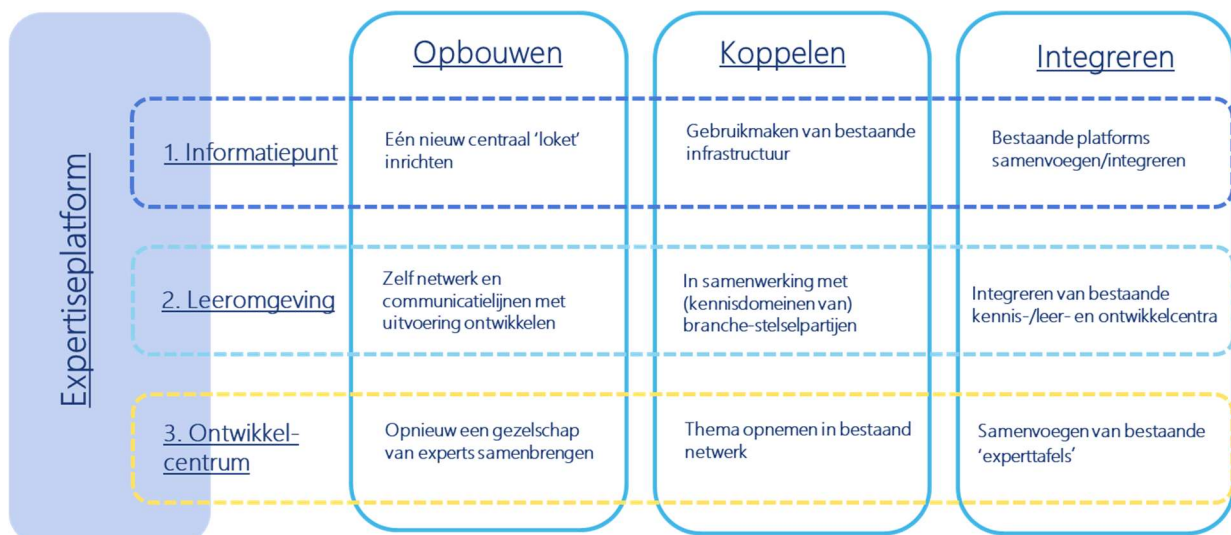 Expertiseplatform
Opbouwen
Koppelen
Integreren
1. Informatiepunt
Eén nieuw centraal ‘loket’
inrichten
Gebruikmaken van bestaande
infrastructuur
Bestaande platforms
samenvoegen/integreren
2. Leeromgeving
Zelf netwerk en
communicatielijnen met
uitvoering ontwikkelen
In samenwerking met
(kennisdomeinen van)
branche-stelselpartijen
Integreren van bestaande
kennis-/leer- en ontwikkelcentra
3. Ontwikkel-
centrum
Opnieuw een gezelschap
van experts samenbrengen
Thema opnemen in bestaand
netwerk
Samenvoegen van bestaande
‘experttafels’